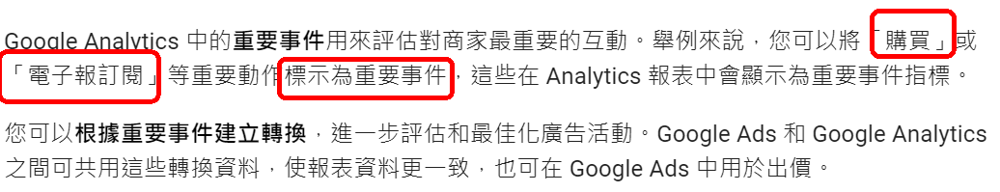 Google Analytics 中的重要事件用來評估對商家最重要的互動。舉例來說，您可以將「購買」或
「電子報訂閱」等重要動作標示為重要事件，這些在 Analytics 報表中會顯示為重要事件指標。
您可以根據重要事件建立轉換，進一步評估和最佳化廣告活動。Google Ads 和 Google Analytics
之間可共用這些轉換資料，使報表資料更一致，也可在 Google Ads 中用於出價。